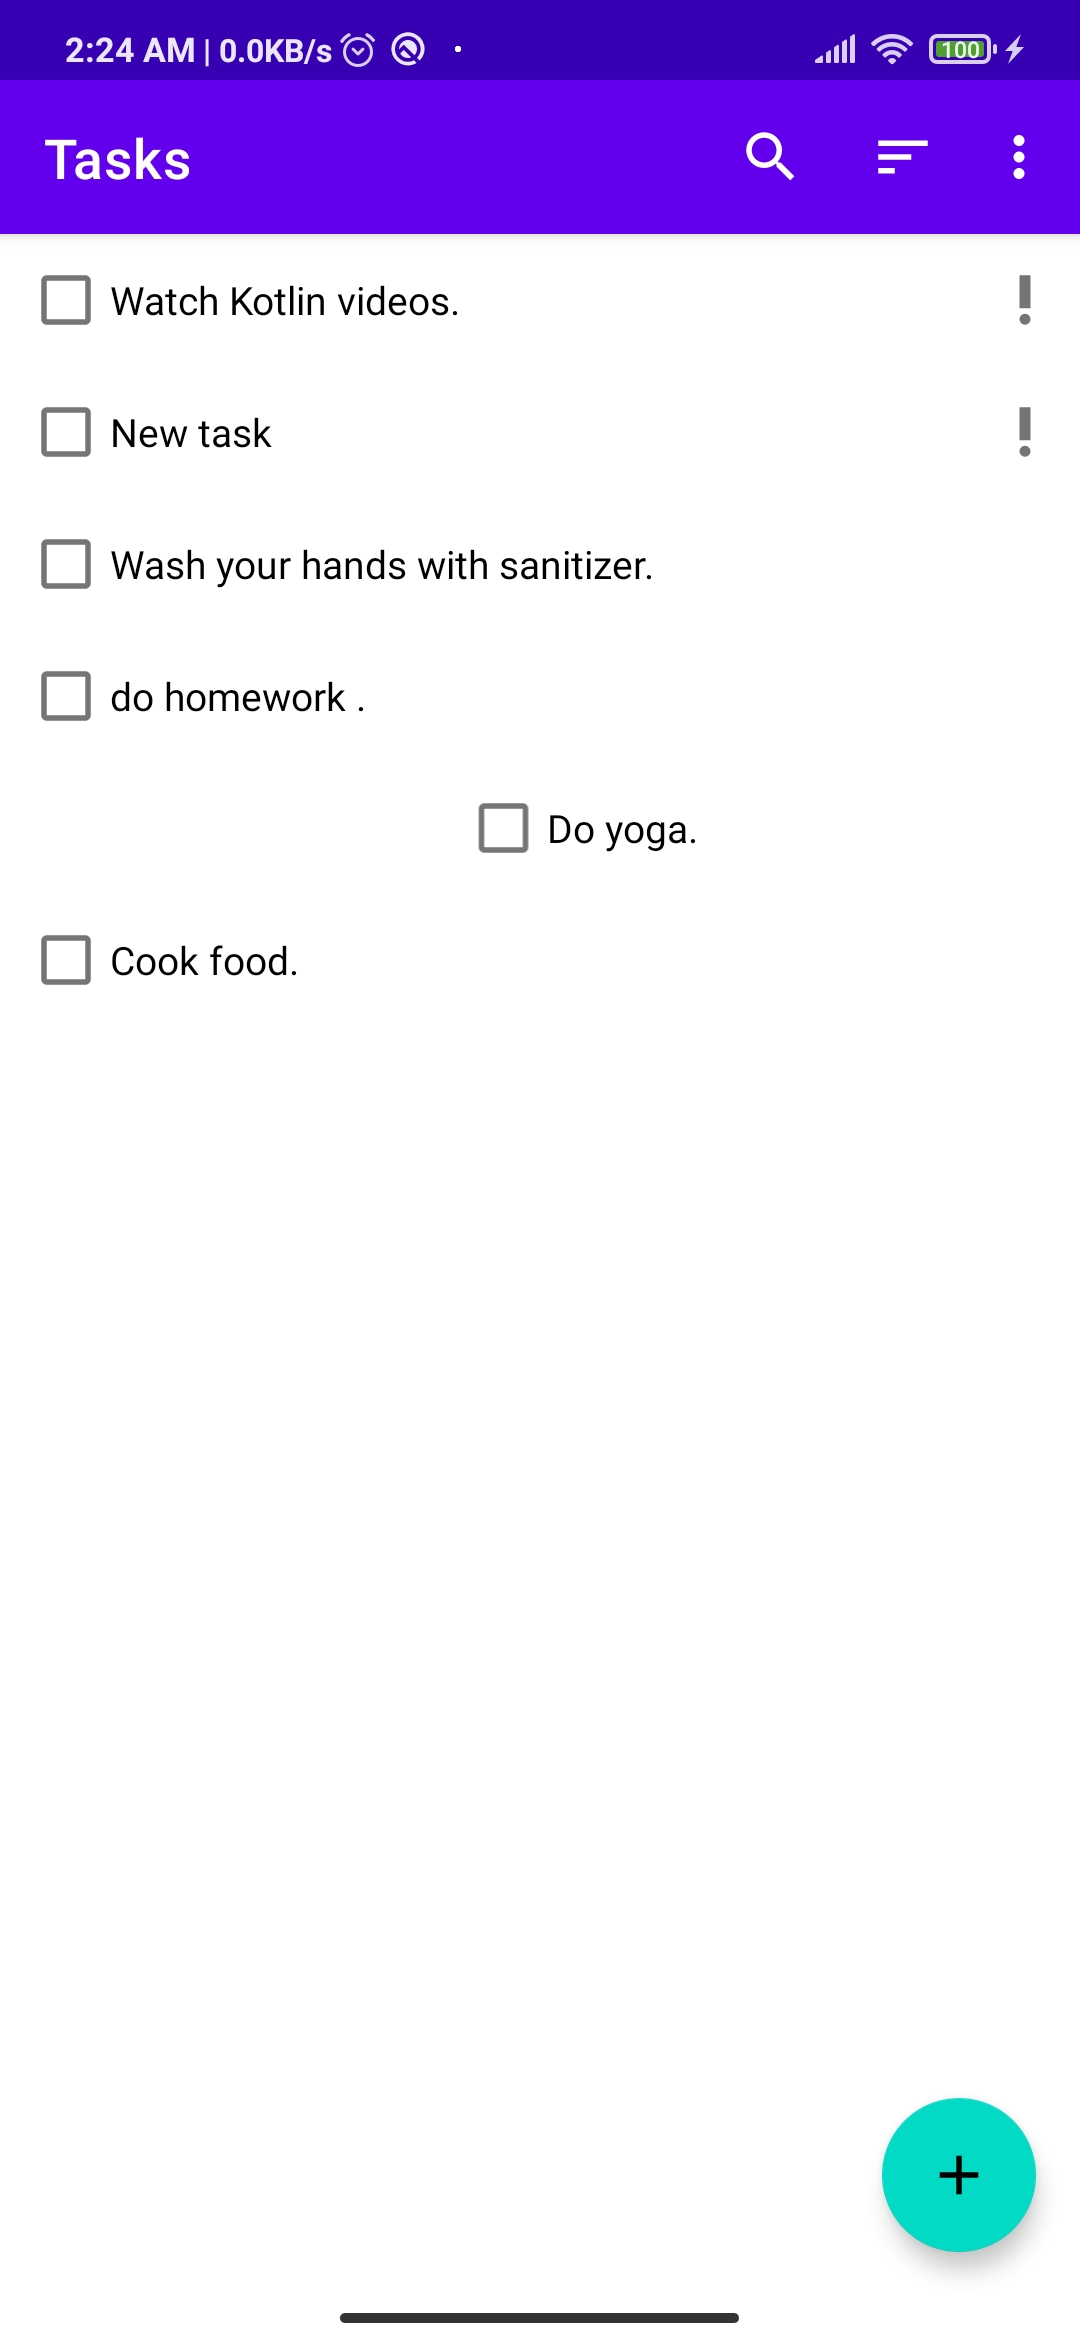 2:24 AM | 0.0KB/s 100
Tasks
Watch Kotlin videos.
New task
Wash your hands with sanitizer.
do homework .
Do yoga.
Cook food.